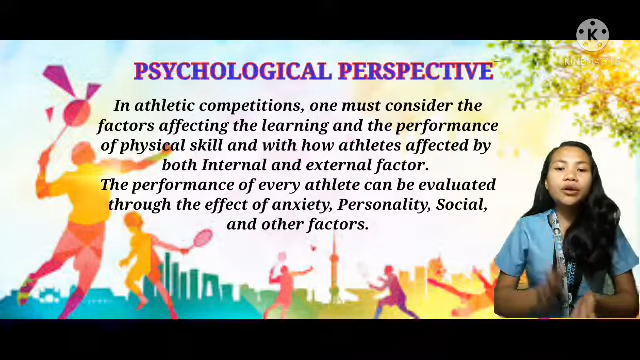 PSYCHOLOGICAL PERSPECTIVE
In athletic competitions, one must consider the
factors affecting the learning and the performance
of physical skill and with how athletes affected by
both Internal and external factor.
The performance of every athlete can be evaluated
through the effect of anxiety, Personality, Social,
and other factors.